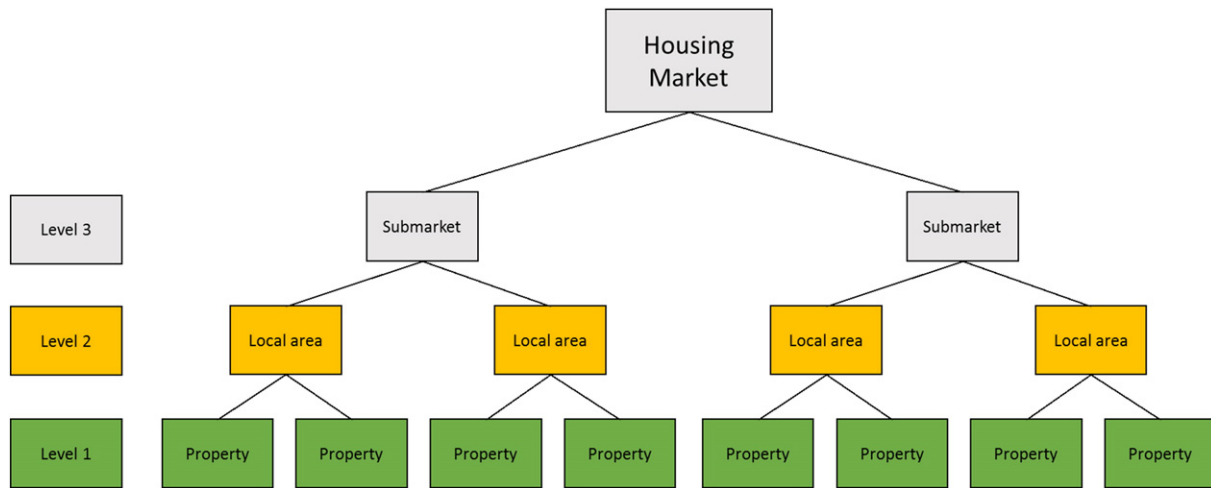 Housing
Market
Level 3
Submarket
Submarket
Level 2
Local area
Local area
Local area
Local area
Level 1
Property
Property
Property
Property
Property
Property
Property
Property